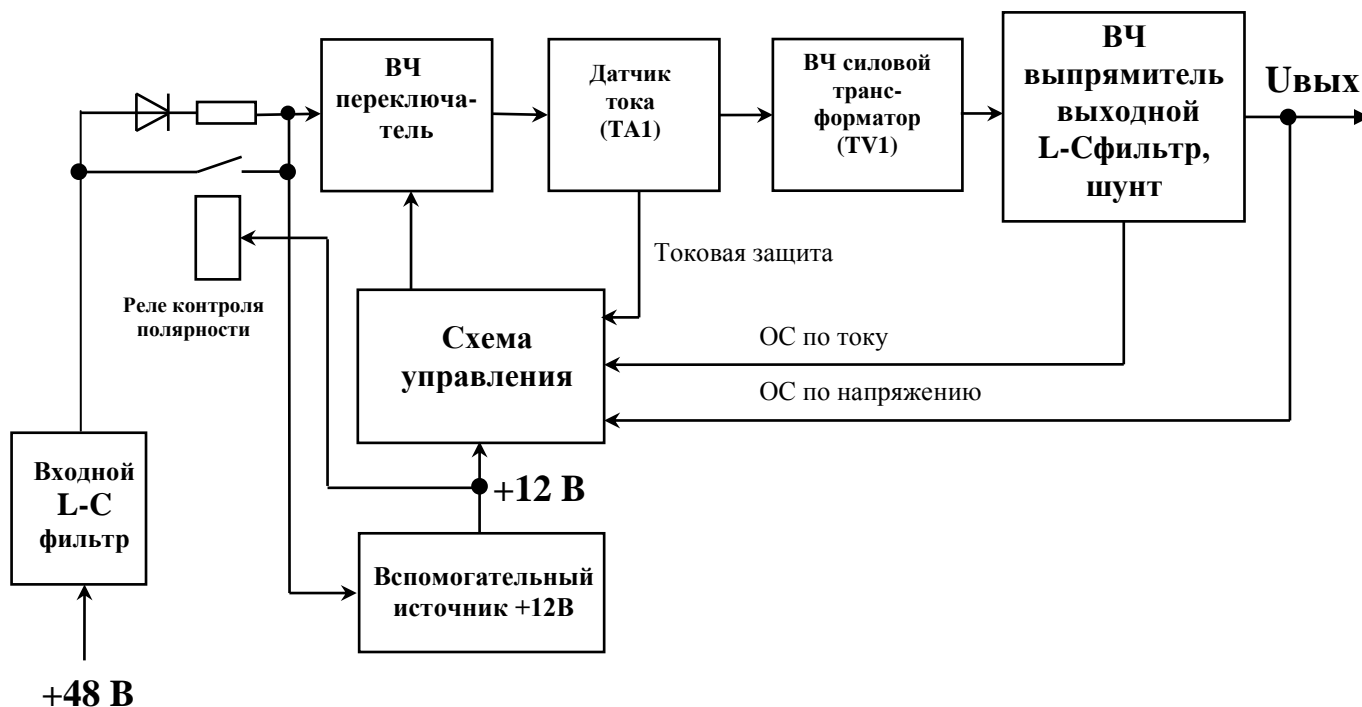 ВЧ
переключа-
тель
Датчик
тока
(TA1)
ВЧ силовой
транс-
форматор
(TV1)
ВЧ
выпрямитель
выходной
L-Cфильтр,
шунт
Uвых
Реле контроля
полярности
Токовая защита
Схема
управления
ОС по току
ОС по напряжению
Входной
L-C
фильтр
+12 В
Вспомогательный
источник +12В
+48 В